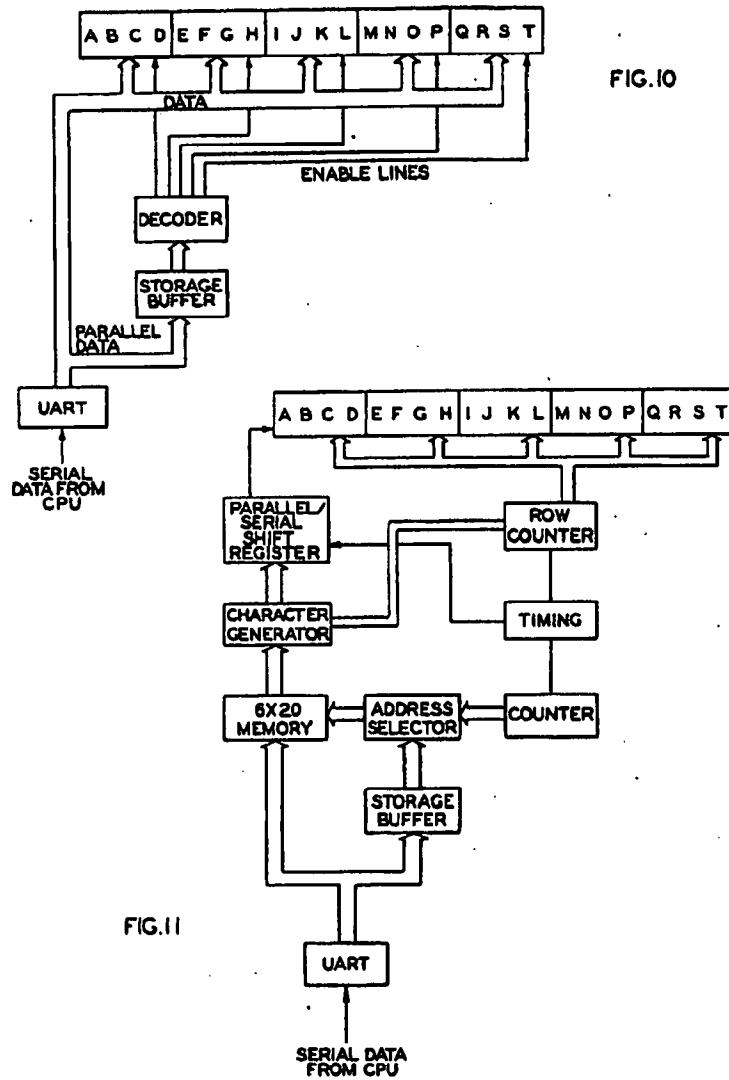 A B C D E F G H I J K L M N O P Q R S T
FIG.10
DATA
ENABLE LINES
DECODER
STORAGE
BUFFER
PARALLEL
DATA
UART
SERIAL
DATA FROM
CPU
A B C D E F G H I J K L M N O P Q R S T
PARALLEL/
SERIAL
SHIFT
REGISTER
ROW
COUNTER
CHARACTER
GENERATOR
TIMING
6X20
MEMORY
ADDRESS
SELECTOR
COUNTER
STORAGE
BUFFER
FIG.11
UART
SERIAL DATA
FROM CPU